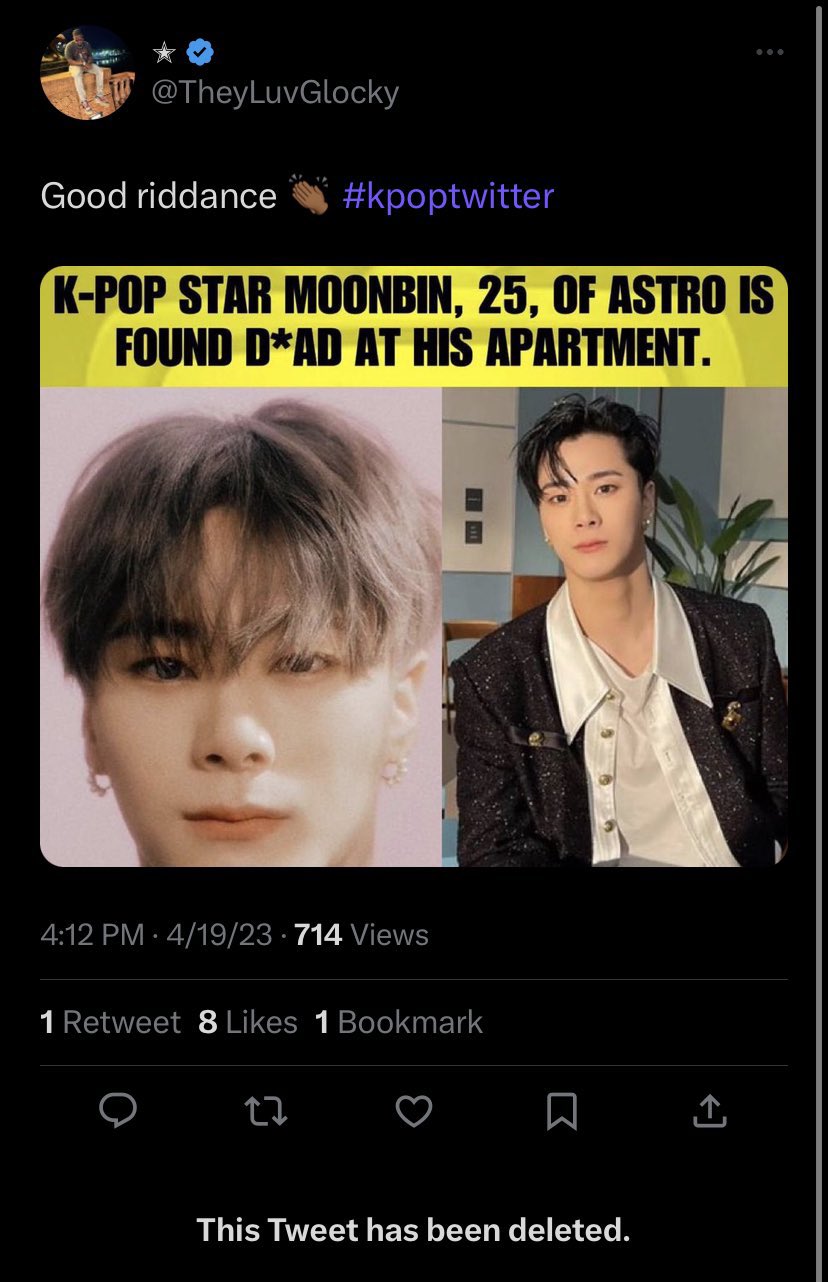 ☆
@TheyLuvGlocky
Good riddance 👏🏾 #kpoptwitter
K-POP STAR MOONBIN, 25, OF ASTRO IS
FOUND D*AD AT HIS APARTMENT.
4:12 PM · 4/19/23 · 714 Views
1 Retweet 8 Likes 1 Bookmark
This Tweet has been deleted.